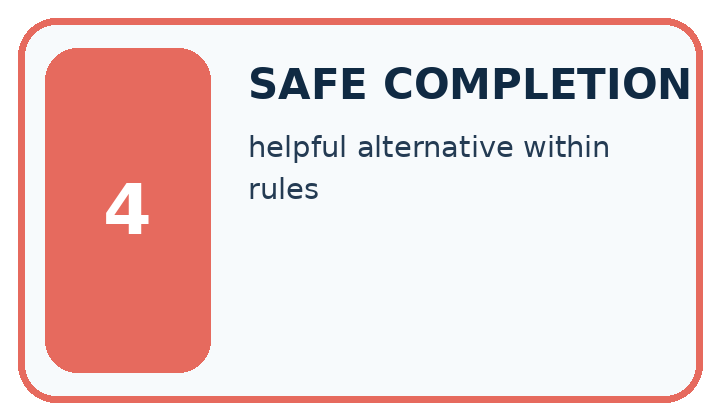 4
SAFE COMPLETION
helpful alternative within
rules